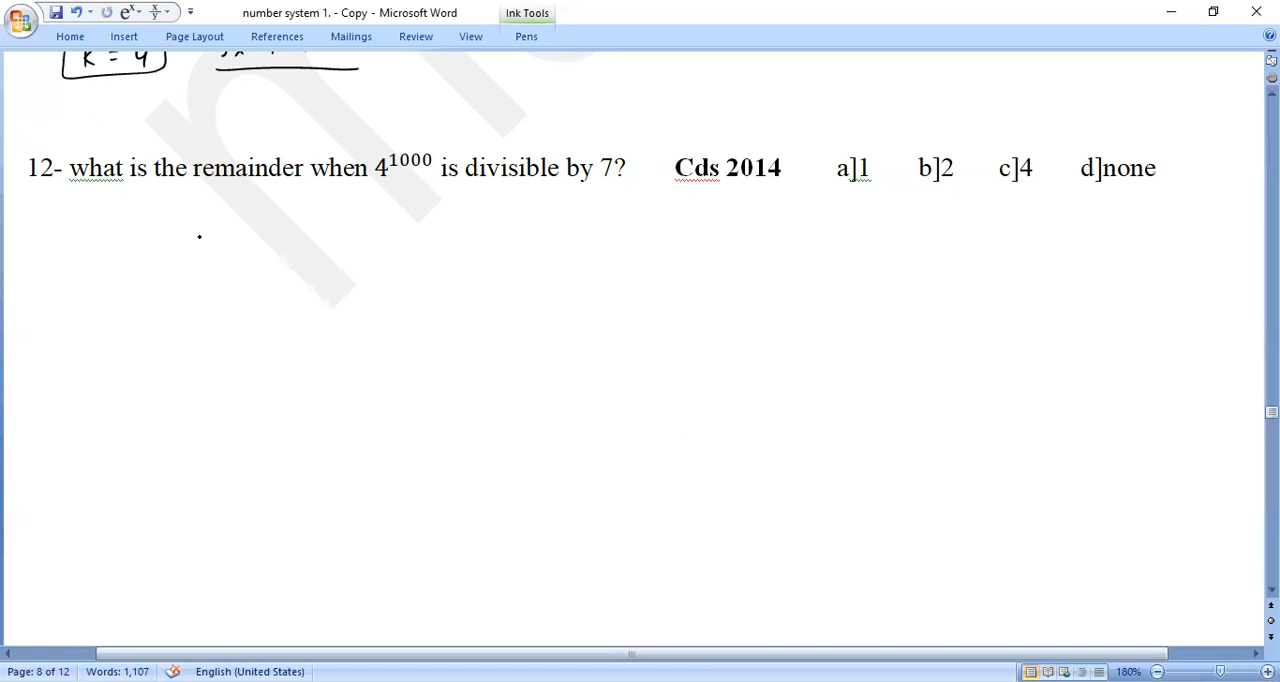 number system 1. - Copy - Microsoft Word
Ink Tools
Home Insert Page Layout References Mailings Review View Pens
K = 4
12- what is the remainder when 4^1000 is divisible by 7? Cds 2014 a]1 b]2 c]4 d]none
Page: 8 of 12 Words: 1,107 English (United States) 180%